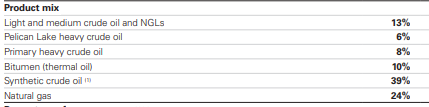 Product mix
Light and medium crude oil and NGLs 13%
Pelican Lake heavy crude oil 6%
Primary heavy crude oil 8%
Bitumen (thermal oil) 10%
Synthetic crude oil (1) 39%
Natural gas 24%